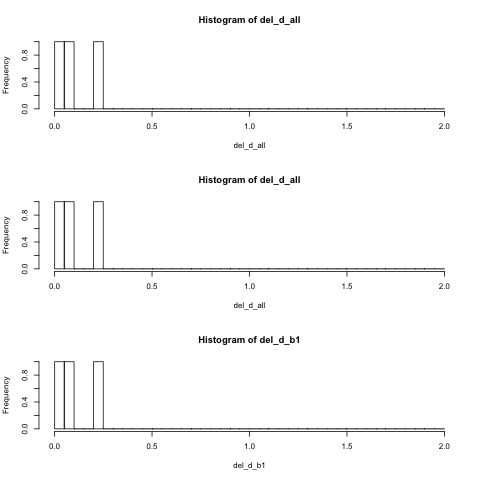 Histogram of del_d_all
Frequency
0.0 0.4 0.8
0.0 0.5 1.0 1.5 2.0
del_d_all
Histogram of del_d_all
Frequency
0.0 0.4 0.8
0.0 0.5 1.0 1.5 2.0
del_d_all
Histogram of del_d_b1
Frequency
0.0 0.4 0.8
0.0 0.5 1.0 1.5 2.0
del_d_b1